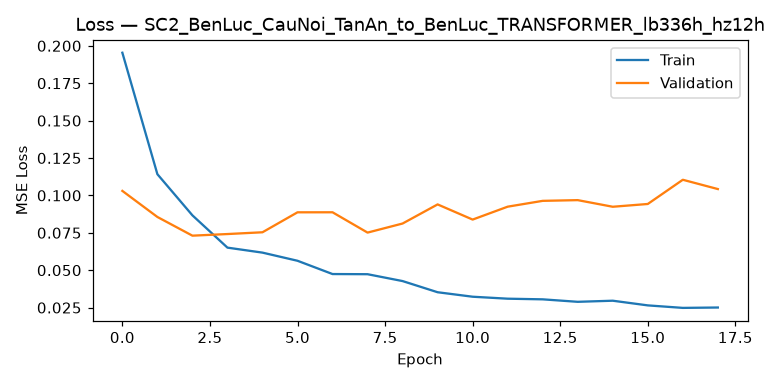 Loss — SC2_BenLuc_CauNoi_TanAn_to_BenLuc_TRANSFORMER_lb336h_hz12h
Train
Validation
MSE Loss
0.200
0.175
0.150
0.125
0.100
0.075
0.050
0.025
0.0 2.5 5.0 7.5 10.0 12.5 15.0 17.5
Epoch